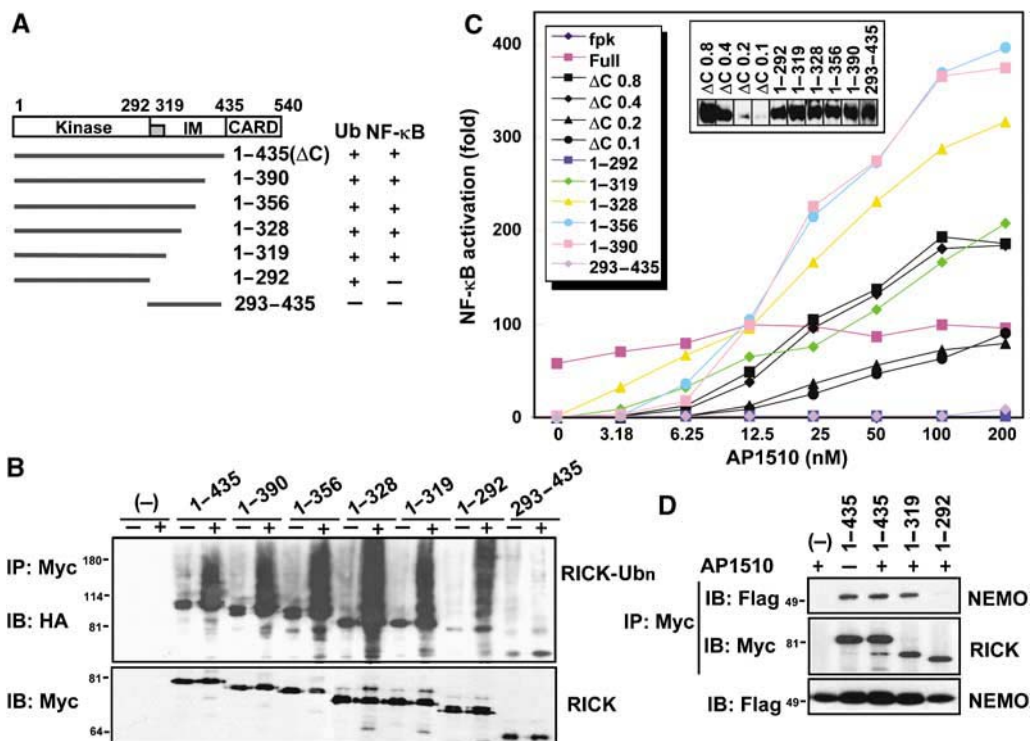 A
1 292 319 435 540
Kinase IM CARD
Ub NF-κB
1–435(ΔC) + +
1–390 + +
1–356 + +
1–328 + +
1–319 + +
1–292 + –
293–435 – –
C
NF-κB activation (fold)
400
300
200
100
0
fpk
Full
ΔC 0.8
ΔC 0.4
ΔC 0.2
ΔC 0.1
1–292
1–319
1–328
1–356
1–390
293–435
ΔC 0.8
ΔC 0.4
ΔC 0.2
ΔC 0.1
1–292
1–319
1–328
1–356
1–390
293–435
0 3.18 6.25 12.5 25 50 100 200
AP1510 (nM)
B
(–) 1–435 1–390 1–356 1–328 1–319 1–292 293–435
– + – + – + – + – + – + – + – +
IP: Myc
IB: HA
180
114
81
RICK-Ubn
IB: Myc
81
64
RICK
D
(–) 1–435 1–435 1–319 1–292
AP1510 + – + + +
IP: Myc
IB: Flag 49 NEMO
IB: Myc 81 RICK
IB: Flag 49 NEMO